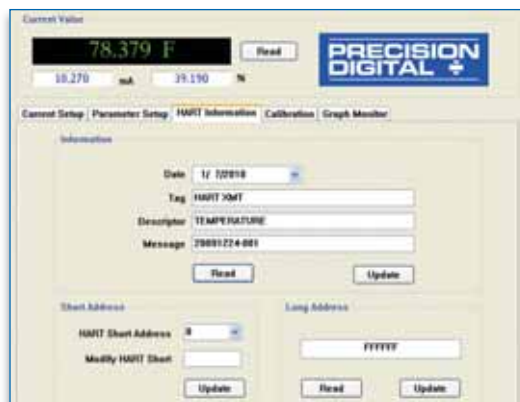 Current Value
78.379 F
Read
PRECISION
DIGITAL
10.270 mA 39.190 %
Current Setup Parameter Setup HART Information Calibration Graph Monitor
Information
Date 1/ 7/2010
Tag HART XMT
Descriptor TEMPERATURE
Message 20091224-001
Read Update
Short Address
HART Short Address 0
Modify HART Short
Update
Long Address
FFFFFF
Read Update